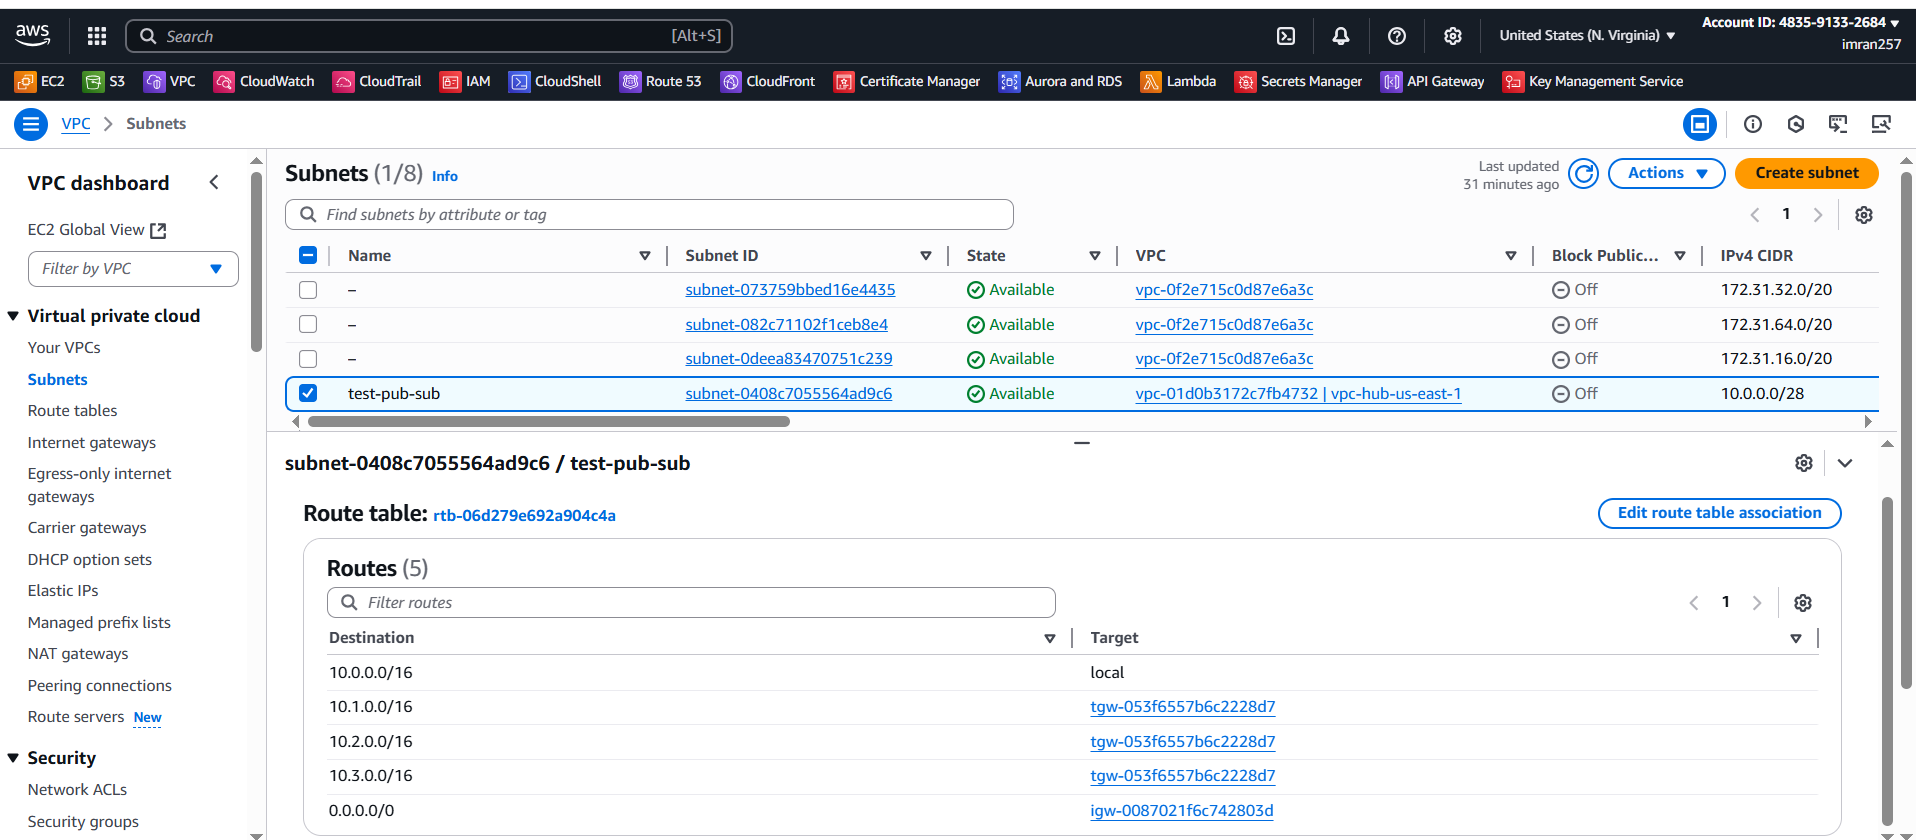 aws
Search [Alt+S]
United States (N. Virginia)
Account ID: 4835-9133-2684
imran257
EC2 S3 VPC CloudWatch CloudTrail IAM CloudShell Route 53 CloudFront Certificate Manager Aurora and RDS Lambda Secrets Manager API Gateway Key Management Service
VPC Subnets
VPC dashboard
EC2 Global View
Filter by VPC
Virtual private cloud
Your VPCs
Subnets
Route tables
Internet gateways
Egress-only internet
gateways
Carrier gateways
DHCP option sets
Elastic IPs
Managed prefix lists
NAT gateways
Peering connections
Route servers New
Security
Network ACLs
Security groups
Subnets (1/8) Info
Last updated
31 minutes ago
Actions
Create subnet
Find subnets by attribute or tag
1
Name Subnet ID State VPC Block Public... IPv4 CIDR
– subnet-073759bbed16e4435 Available vpc-0f2e715c0d87e6a3c Off 172.31.32.0/20
– subnet-082c71102f1ceb8e4 Available vpc-0f2e715c0d87e6a3c Off 172.31.64.0/20
– subnet-0deea83470751c239 Available vpc-0f2e715c0d87e6a3c Off 172.31.16.0/20
test-pub-sub subnet-0408c7055564ad9c6 Available vpc-01d0b3172c7fb4732 | vpc-hub-us-east-1 Off 10.0.0.0/28
subnet-0408c7055564ad9c6 / test-pub-sub
Route table: rtb-06d279e692a904c4a
Edit route table association
Routes (5)
Filter routes
1
Destination Target
10.0.0.0/16 local
10.1.0.0/16 tgw-053f6557b6c2228d7
10.2.0.0/16 tgw-053f6557b6c2228d7
10.3.0.0/16 tgw-053f6557b6c2228d7
0.0.0.0/0 igw-0087021f6c742803d